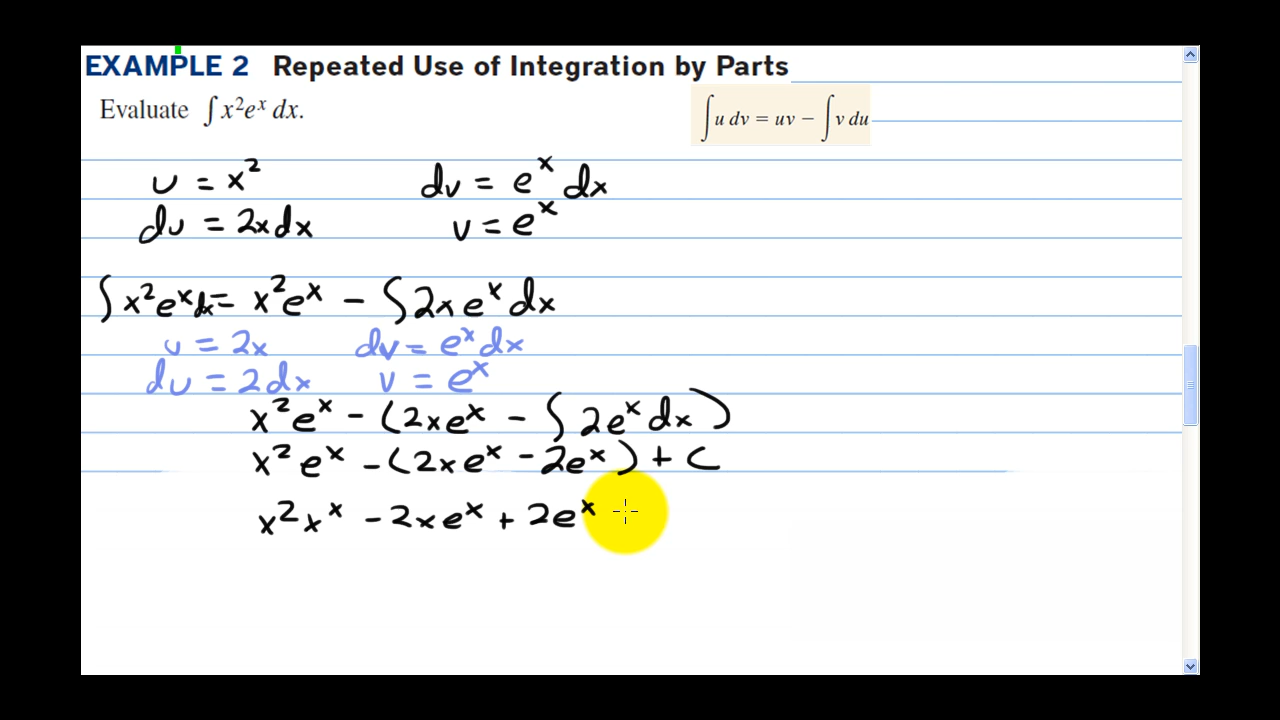 EXAMPLE 2 Repeated Use of Integration by Parts
Evaluate ∫x²eˣ dx.
∫u dv = uv − ∫v du
u = x² dv = eˣ dx
du = 2x dx v = eˣ
∫x²eˣdx = x²eˣ − ∫2x eˣ dx
u = 2x dv = eˣ dx
du = 2 dx v = eˣ
x²eˣ − (2xeˣ − ∫2eˣ dx)
x²eˣ − (2xeˣ − 2eˣ) + C
x²xˣ − 2xeˣ + 2eˣ